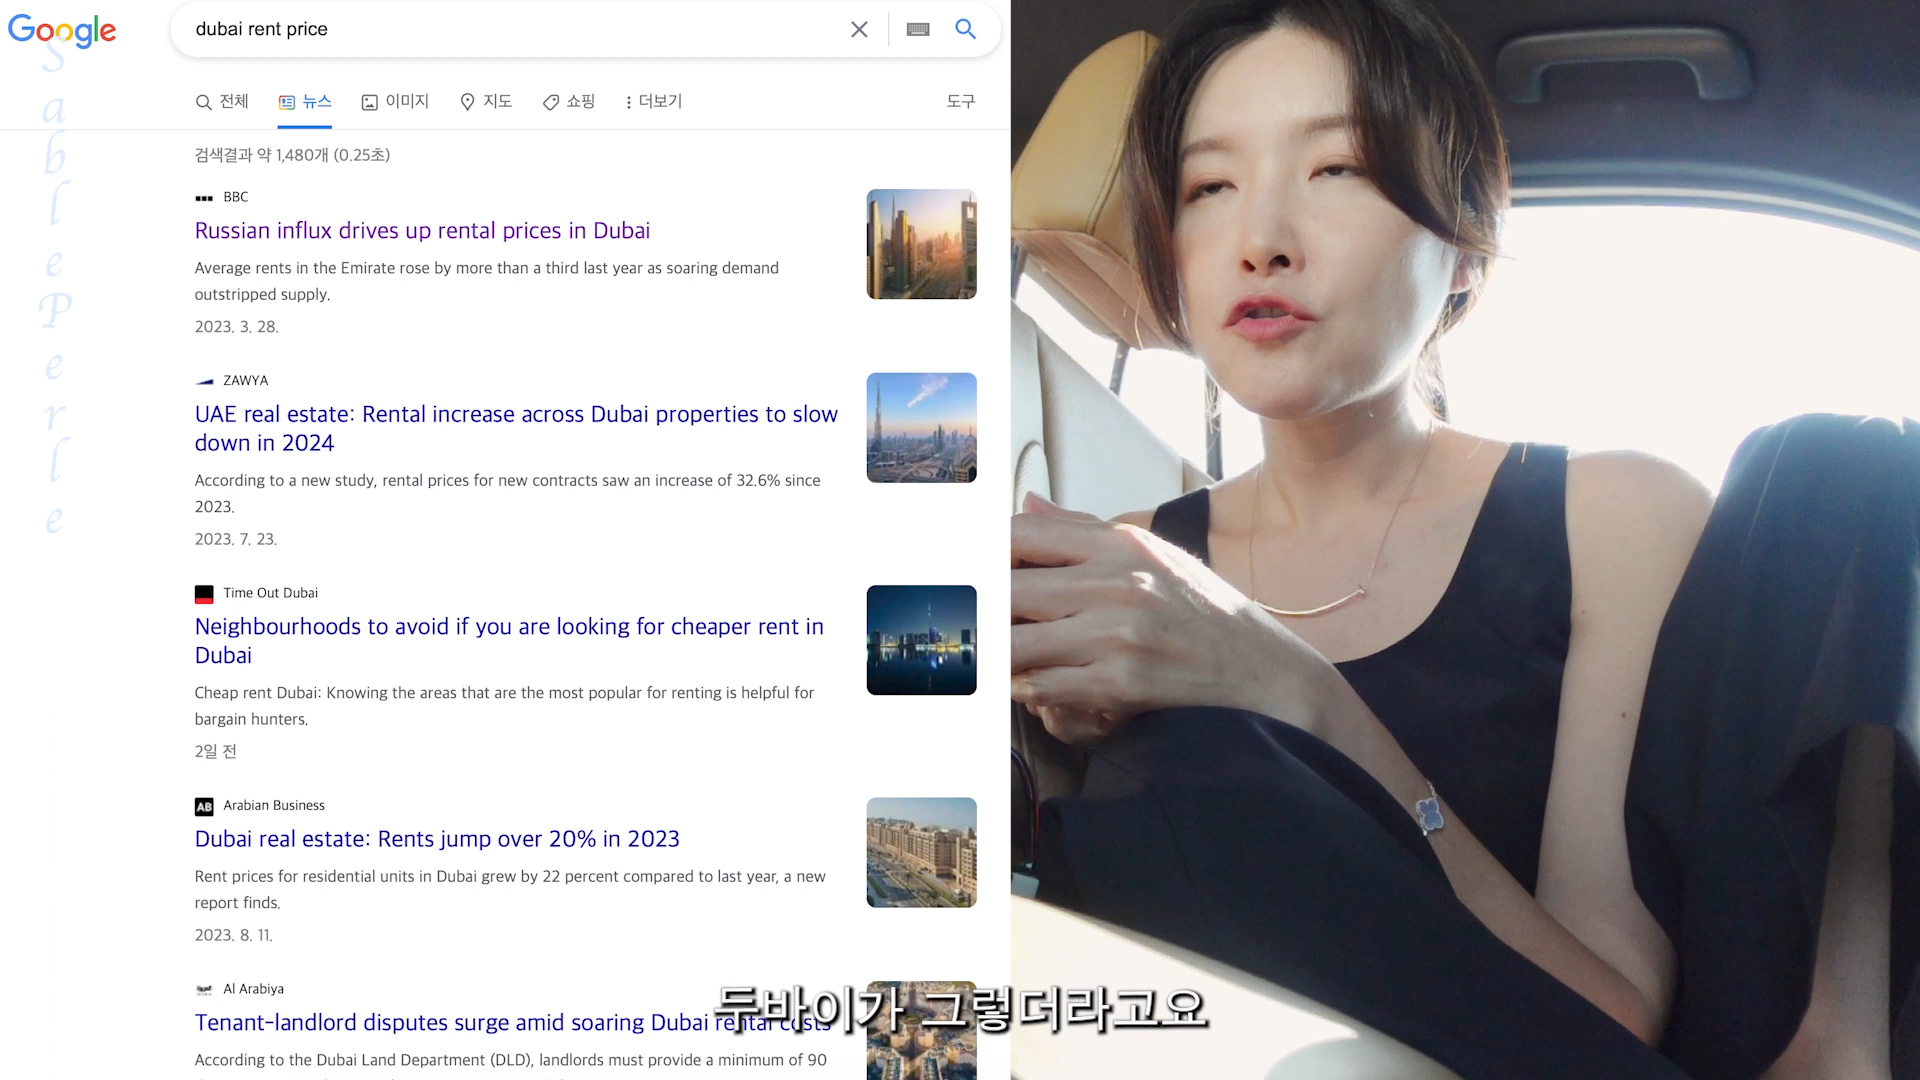 Google
dubai rent price
전체
뉴스
이미지
지도
쇼핑
더보기
도구
검색결과 약 1,480개 (0.25초)
BBC
Russian influx drives up rental prices in Dubai
Average rents in the Emirate rose by more than a third last year as soaring demand
outstripped supply.
2023. 3. 28.
ZAWYA
UAE real estate: Rental increase across Dubai properties to slow
down in 2024
According to a new study, rental prices for new contracts saw an increase of 32.6% since
2023.
2023. 7. 23.
Time Out Dubai
Neighbourhoods to avoid if you are looking for cheaper rent in
Dubai
Cheap rent Dubai: Knowing the areas that are the most popular for renting is helpful for
bargain hunters.
2일 전
AB Arabian Business
Dubai real estate: Rents jump over 20% in 2023
Rent prices for residential units in Dubai grew by 22 percent compared to last year, a new
report finds.
2023. 8. 11.
Al Arabiya
Tenant-landlord disputes surge amid soaring Dubai rental costs
According to the Dubai Land Department (DLD), landlords must provide a minimum of 90
두바이가 그렇더라고요
SablePerle